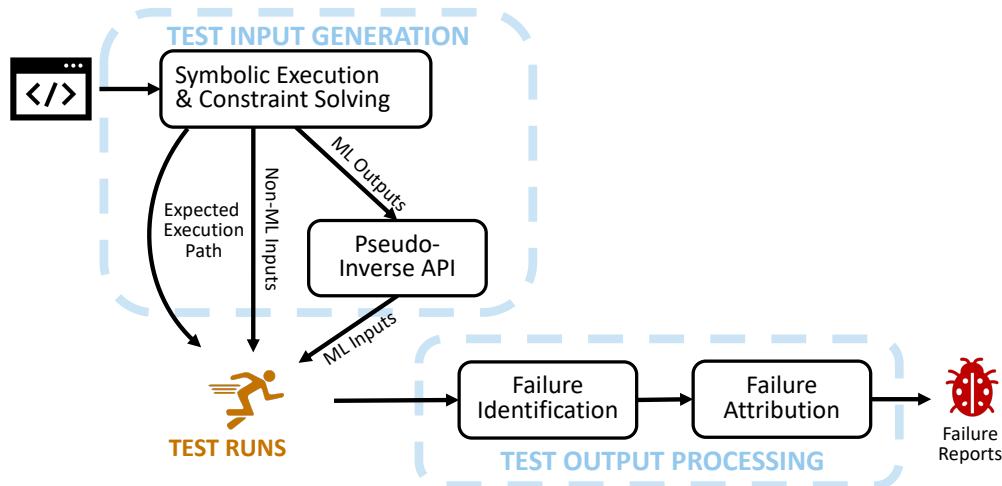 TEST INPUT GENERATION
</>
Symbolic Execution
& Constraint Solving
ML Outputs
Non-ML Inputs
Expected
Execution
Path
Pseudo-
Inverse API
ML Inputs
TEST RUNS
Failure
Identification
Failure
Attribution
TEST OUTPUT PROCESSING
Failure
Reports